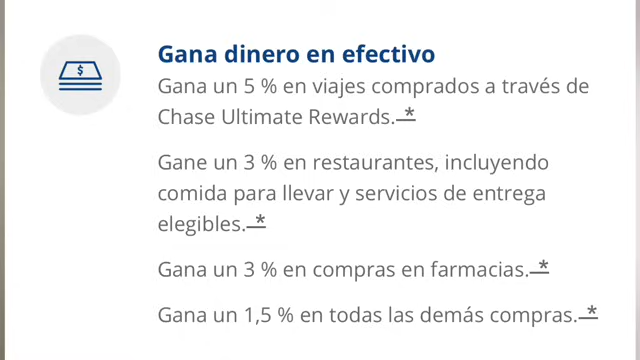 $
Gana dinero en efectivo
Gana un 5 % en viajes comprados a través de
Chase Ultimate Rewards.*
Gane un 3 % en restaurantes, incluyendo
comida para llevar y servicios de entrega
elegibles.*
Gana un 3 % en compras en farmacias.*
Gana un 1,5 % en todas las demás compras.*